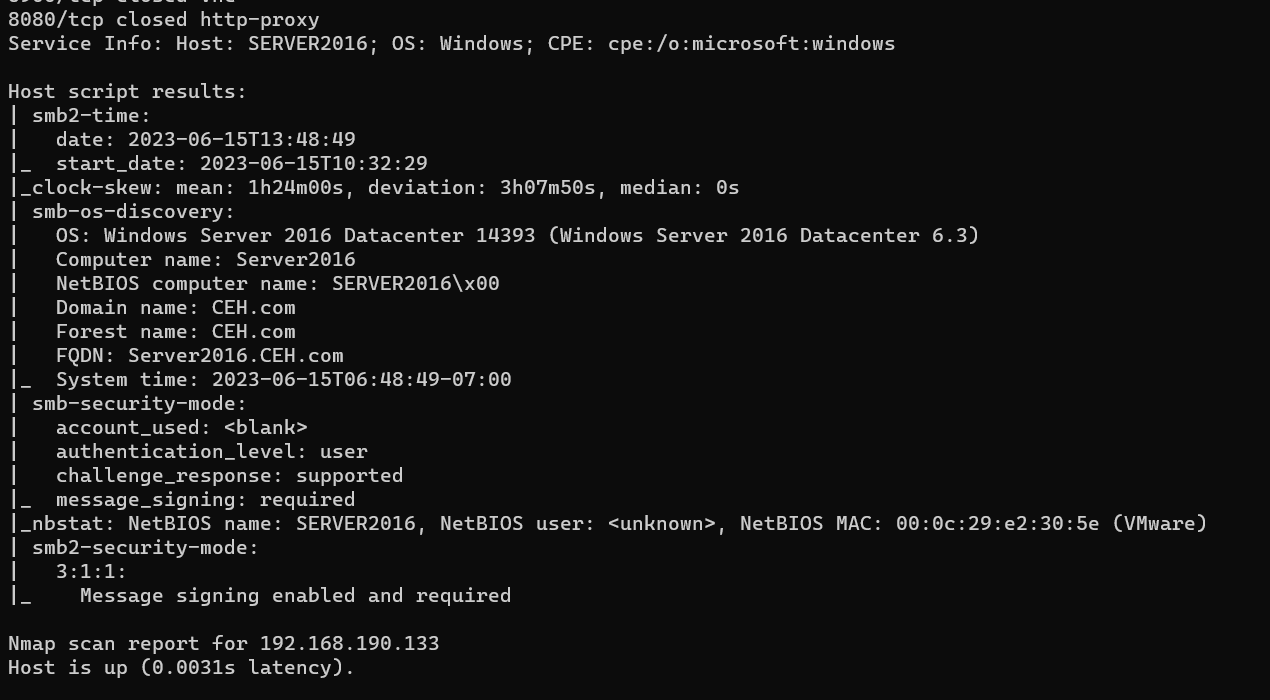 8080/tcp closed http-proxy
Service Info: Host: SERVER2016; OS: Windows; CPE: cpe:/o:microsoft:windows

Host script results:
| smb2-time:
|   date: 2023-06-15T13:48:49
|_  start_date: 2023-06-15T10:32:29
|_clock-skew: mean: 1h24m00s, deviation: 3h07m50s, median: 0s
| smb-os-discovery:
|   OS: Windows Server 2016 Datacenter 14393 (Windows Server 2016 Datacenter 6.3)
|   Computer name: Server2016
|   NetBIOS computer name: SERVER2016\x00
|   Domain name: CEH.com
|   Forest name: CEH.com
|   FQDN: Server2016.CEH.com
|_  System time: 2023-06-15T06:48:49-07:00
| smb-security-mode:
|   account_used: <blank>
|   authentication_level: user
|   challenge_response: supported
|_  message_signing: required
|_nbstat: NetBIOS name: SERVER2016, NetBIOS user: <unknown>, NetBIOS MAC: 00:0c:29:e2:30:5e (VMware)
| smb2-security-mode:
|   3:1:1:
|_    Message signing enabled and required

Nmap scan report for 192.168.190.133
Host is up (0.0031s latency).